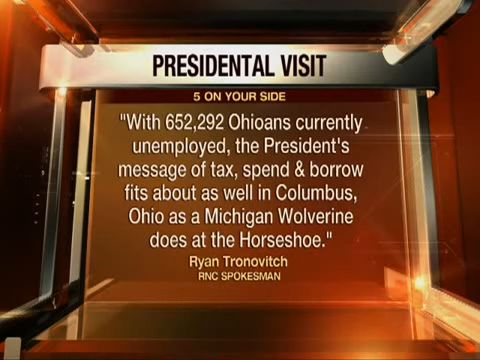 PRESIDENTAL VISIT
5 ON YOUR SIDE
"With 652,292 Ohioans currently
unemployed, the President's
message of tax, spend & borrow
fits about as well in Columbus,
Ohio as a Michigan Wolverine
does at the Horseshoe."
Ryan Tronovitch
RNC SPOKESMAN